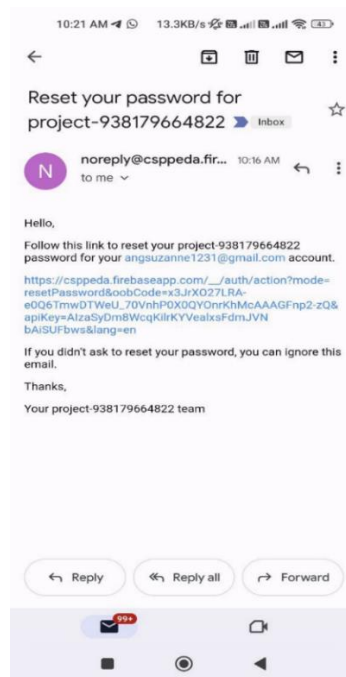 10:21 AM 13.3KB/s 43
Reset your password for
project-938179664822 Inbox
N
noreply@csppeda.fir... 10:16 AM
to me
Hello,
Follow this link to reset your project-938179664822
password for your angsuzanne1231@gmail.com account.
https://csppeda.firebaseapp.com/__/auth/action?mode=
resetPassword&oobCode=x3JrXO27LRA-
e0Q6TmwDTWeU_70VnhP0X0QYOnrKhMcAAAGFnp2-zQ&
apiKey=AIzaSyDm8WcqKilrKYVealxsFdmJVN
bAiSUFbws&lang=en
If you didn't ask to reset your password, you can ignore this
email.
Thanks,
Your project-938179664822 team
Reply Reply all Forward
99+